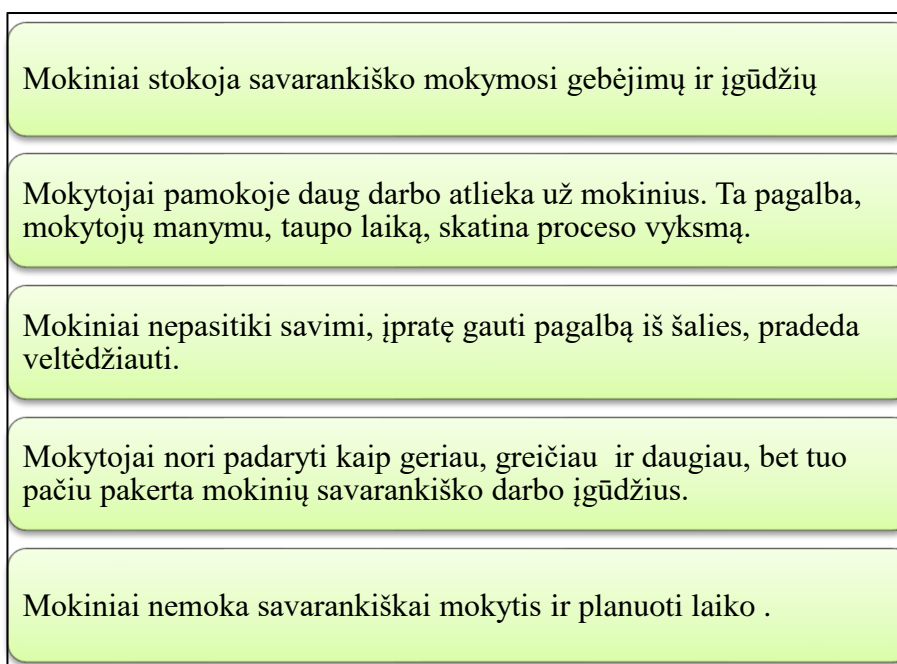 Mokiniai stokoja savarankiško mokymosi gebėjimų ir įgūdžių
Mokytojai pamokoje daug darbo atlieka už mokinius. Ta pagalba,
mokytojų manymu, taupo laiką, skatina proceso vyksmą.
Mokiniai nepasitiki savimi, įpratę gauti pagalbą iš šalies, pradeda
veltėdžiauti.
Mokytojai nori padaryti kaip geriau, greičiau  ir daugiau, bet tuo
pačiu pakerta mokinių savarankiško darbo įgūdžius.
Mokiniai nemoka savarankiškai mokytis ir planuoti laiko .